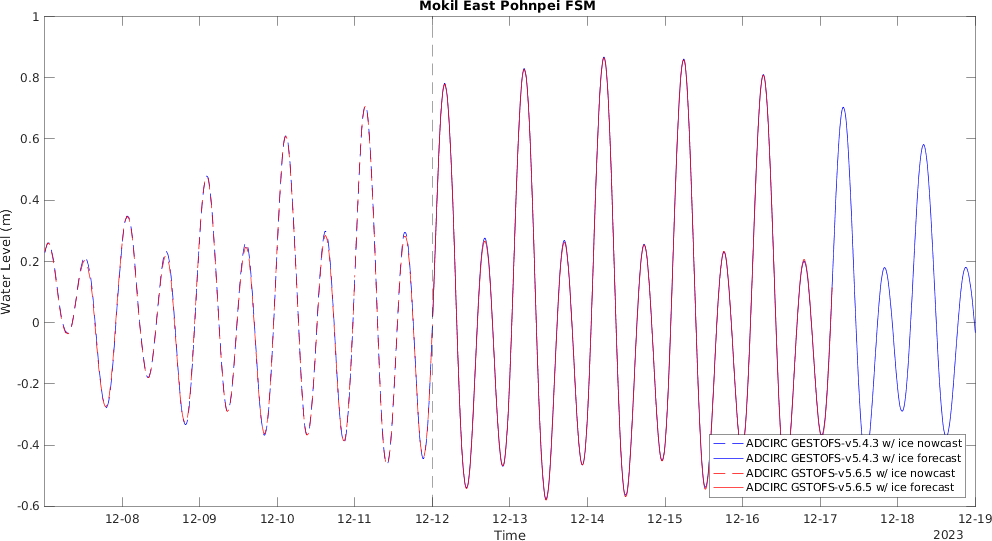 Mokil East Pohnpei FSM
Water Level (m)
1
0.8
0.6
0.4
0.2
0
-0.2
-0.4
-0.6
ADCIRC GESTOFS-v5.4.3 w/ ice nowcast
ADCIRC GESTOFS-v5.4.3 w/ ice forecast
ADCIRC GSTOFS-v5.6.5 w/ ice nowcast
ADCIRC GSTOFS-v5.6.5 w/ ice forecast
12-08 12-09 12-10 12-11 12-12 12-13 12-14 12-15 12-16 12-17 12-18 12-19
Time
2023